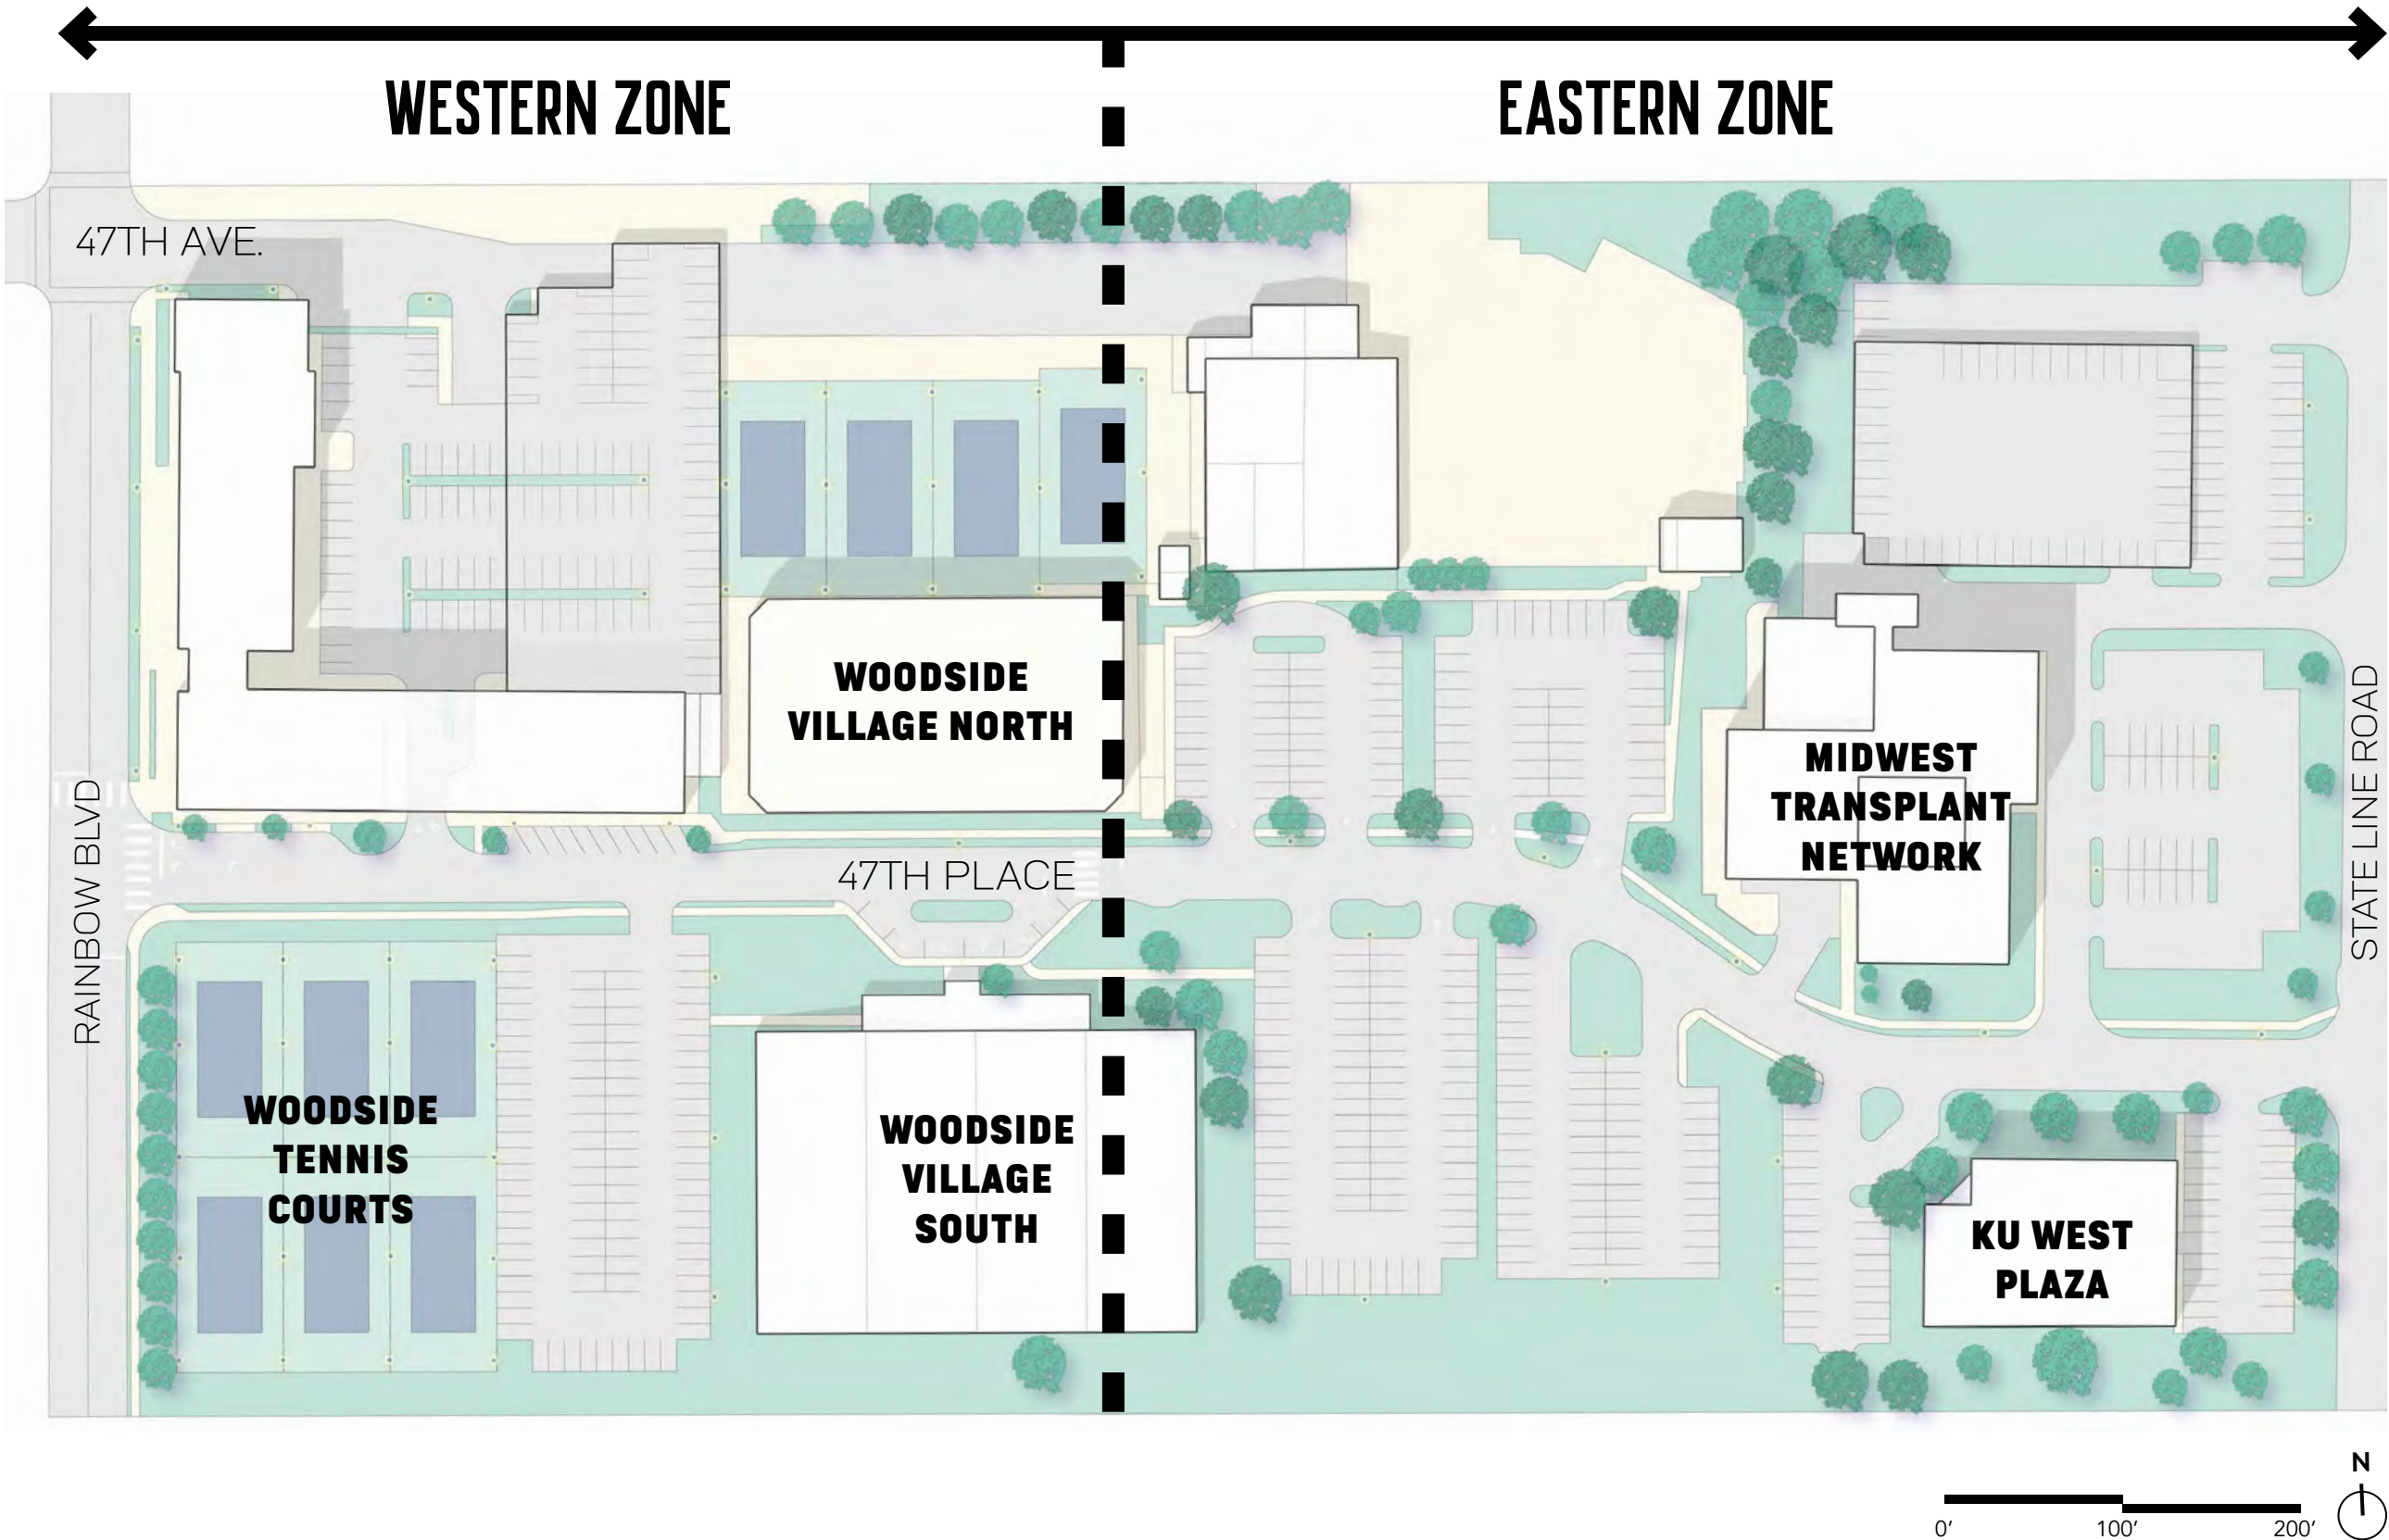 WESTERN ZONE
EASTERN ZONE
47TH AVE.
WOODSIDE
VILLAGE NORTH
MIDWEST
TRANSPLANT
NETWORK
STATE LINE ROAD
RAINBOW BLVD
47TH PLACE
WOODSIDE
TENNIS
COURTS
WOODSIDE
VILLAGE
SOUTH
KU WEST
PLAZA
N
0'
100'
200'